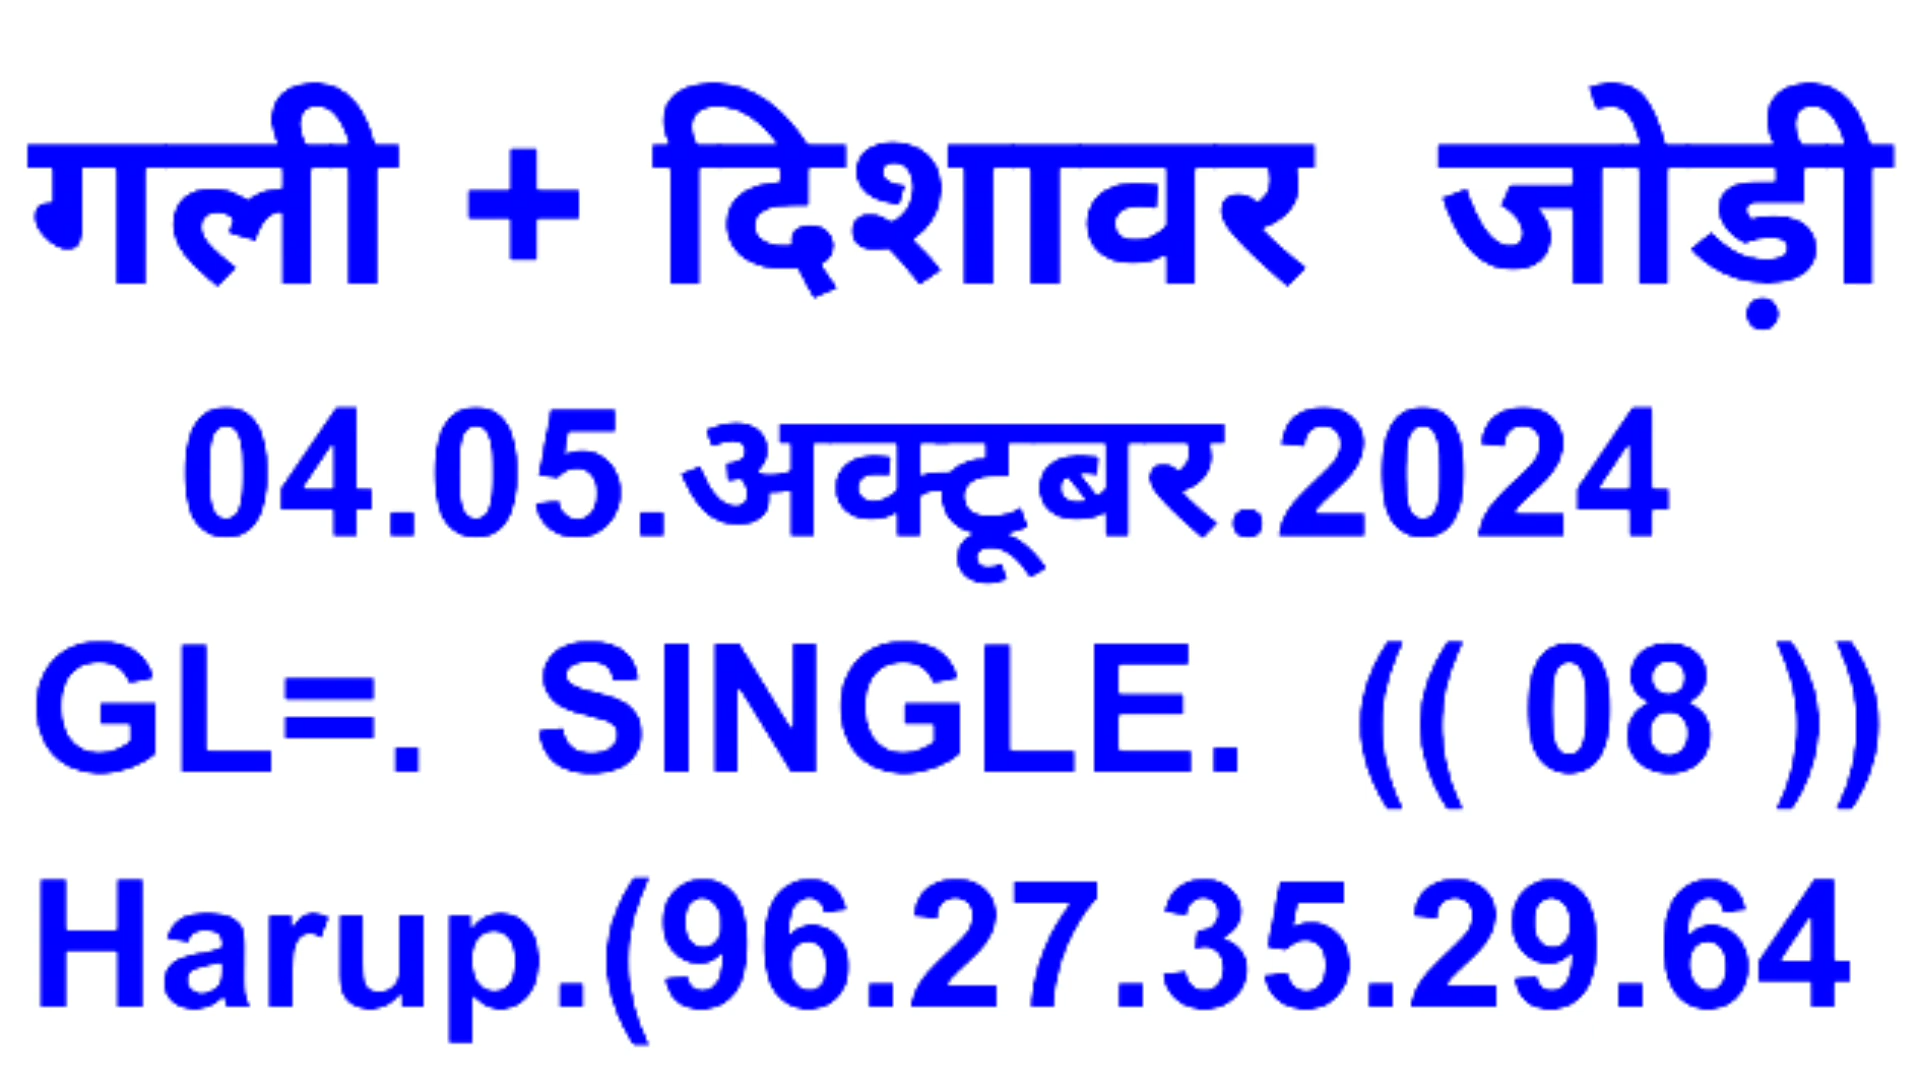 गली + दिशावर जोड़ी
04.05.अक्टूबर.2024
GL=. SINGLE. (( 08 ))
Harup.(96.27.35.29.64